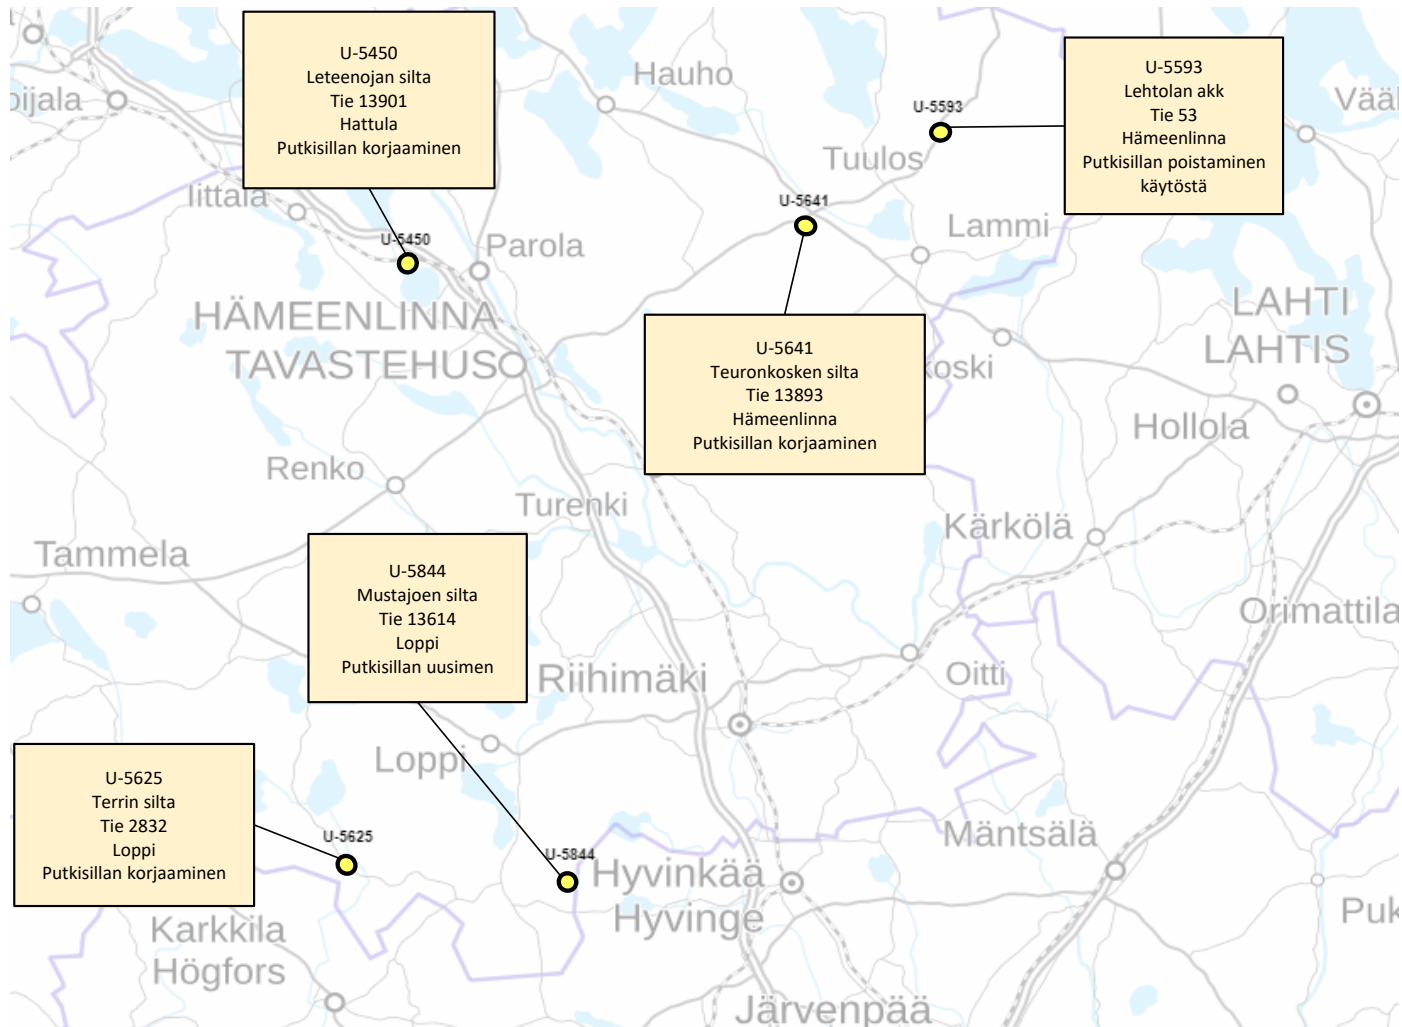 U-5450
Leteenojan silta
Tie 13901
Hattula
Putkisillan korjaaminen
U-5593
Lehtolan akk
Tie 53
Hämeenlinna
Putkisillan poistaminen
käytöstä
Hauho
U-5593
Tuulos
Iittala
U-5641
Lammi
U-5450
Parola
HÄMEENLINNA
TAVASTEHUS
LAHTI
LAHTIS
U-5641
Teuronkosken silta
Tie 13893
Hämeenlinna
Putkisillan korjaaminen
koski
Hollola
Renko
Turenki
Kärkölä
Tammela
U-5844
Mustajoen silta
Tie 13614
Loppi
Putkisillan uusimen
Orimattila
Riihimäki
Oitti
Loppi
U-5625
Terrin silta
Tie 2832
Loppi
Putkisillan korjaaminen
U-5625
U-5844
Mäntsälä
Hyvinkää
Hyvinge
Karkkila
Högfors
Puk
Järvenpää